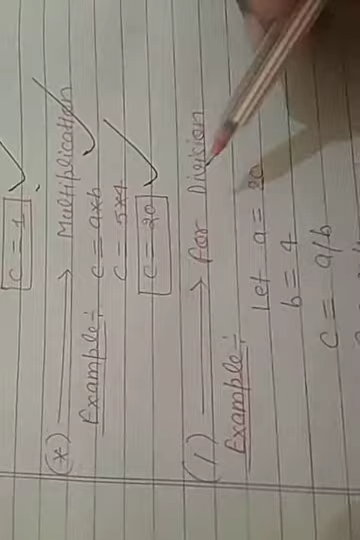 C = 1
(*) → Multiplication
Example:- C = a*b
C = 5*4
C = 20
(/) → for Division
Example:-
Let a = 20
b = 4
C = a/b